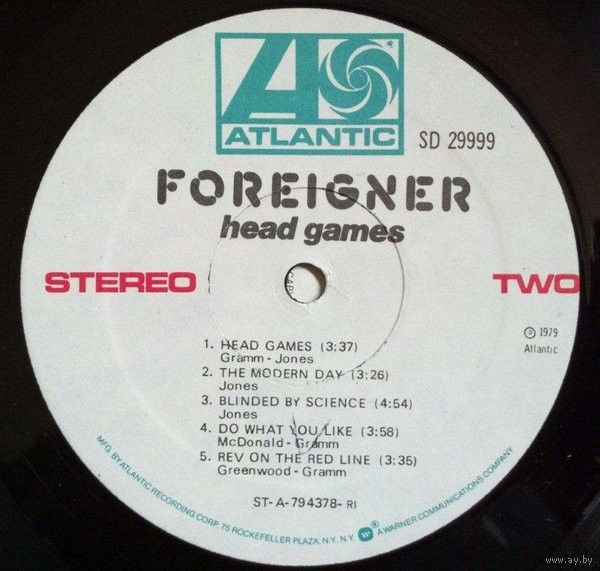 ATLANTIC
SD 29999
FOREIGNER
head games
STEREO
TWO
℗ 1979
Atlantic
1. HEAD GAMES (3:37)
Gramm - Jones
2. THE MODERN DAY (3:26)
Jones
3. BLINDED BY SCIENCE (4:54)
Jones
4. DO WHAT YOU LIKE (3:58)
McDonald - Gramm
5. REV ON THE RED LINE (3:35)
Greenwood - Gramm
ST-A-794378- RI
MFG. BY ATLANTIC RECORDING CORP. 75 ROCKEFELLER PLAZA, N.Y. N.Y. ® A WARNER COMMUNICATIONS COMPANY
www.ay.by